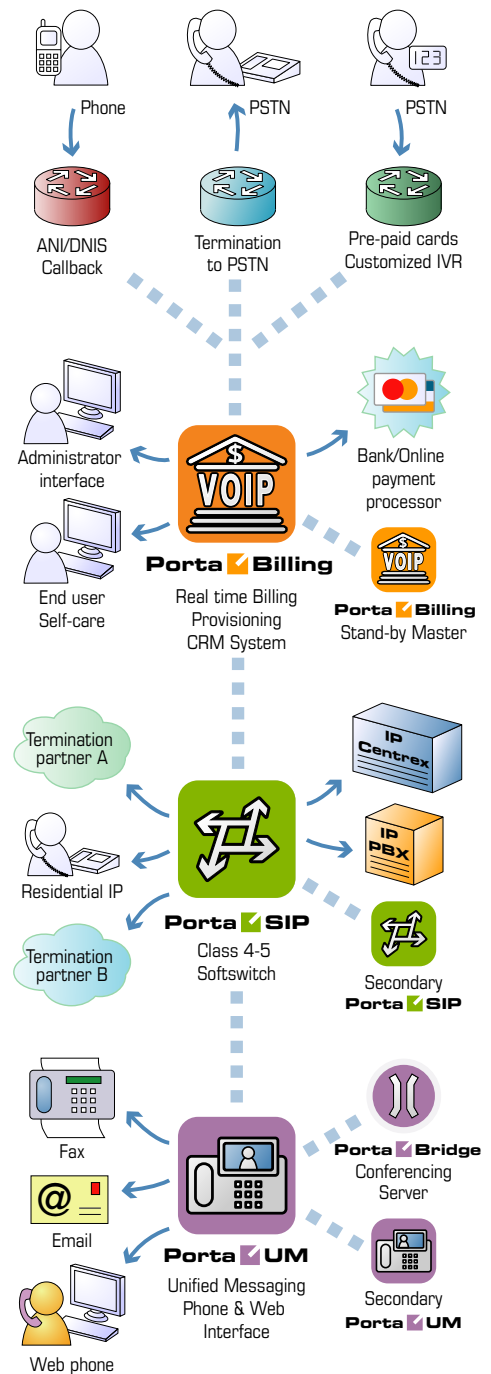 123
Phone
PSTN
PSTN
ANI/DNIS
Callback
Termination
to PSTN
Pre-paid cards
Customized IVR
Administrator
interface
$
VOIP
Bank/Online
payment
processor
End user
Self-care
Porta Billing
Real time Billing
Provisioning
CRM System
VOIP
Porta Billing
Stand-by Master
Termination
partner A
IP
Centrex
Residential IP
IP
PBX
Termination
partner B
Porta SIP
Class 4-5
Softswitch
Secondary
Porta SIP
Fax
@
Email
Porta Bridge
Conferencing
Server
Porta UM
Unified Messaging
Phone & Web
Interface
Secondary
Porta UM
Web phone